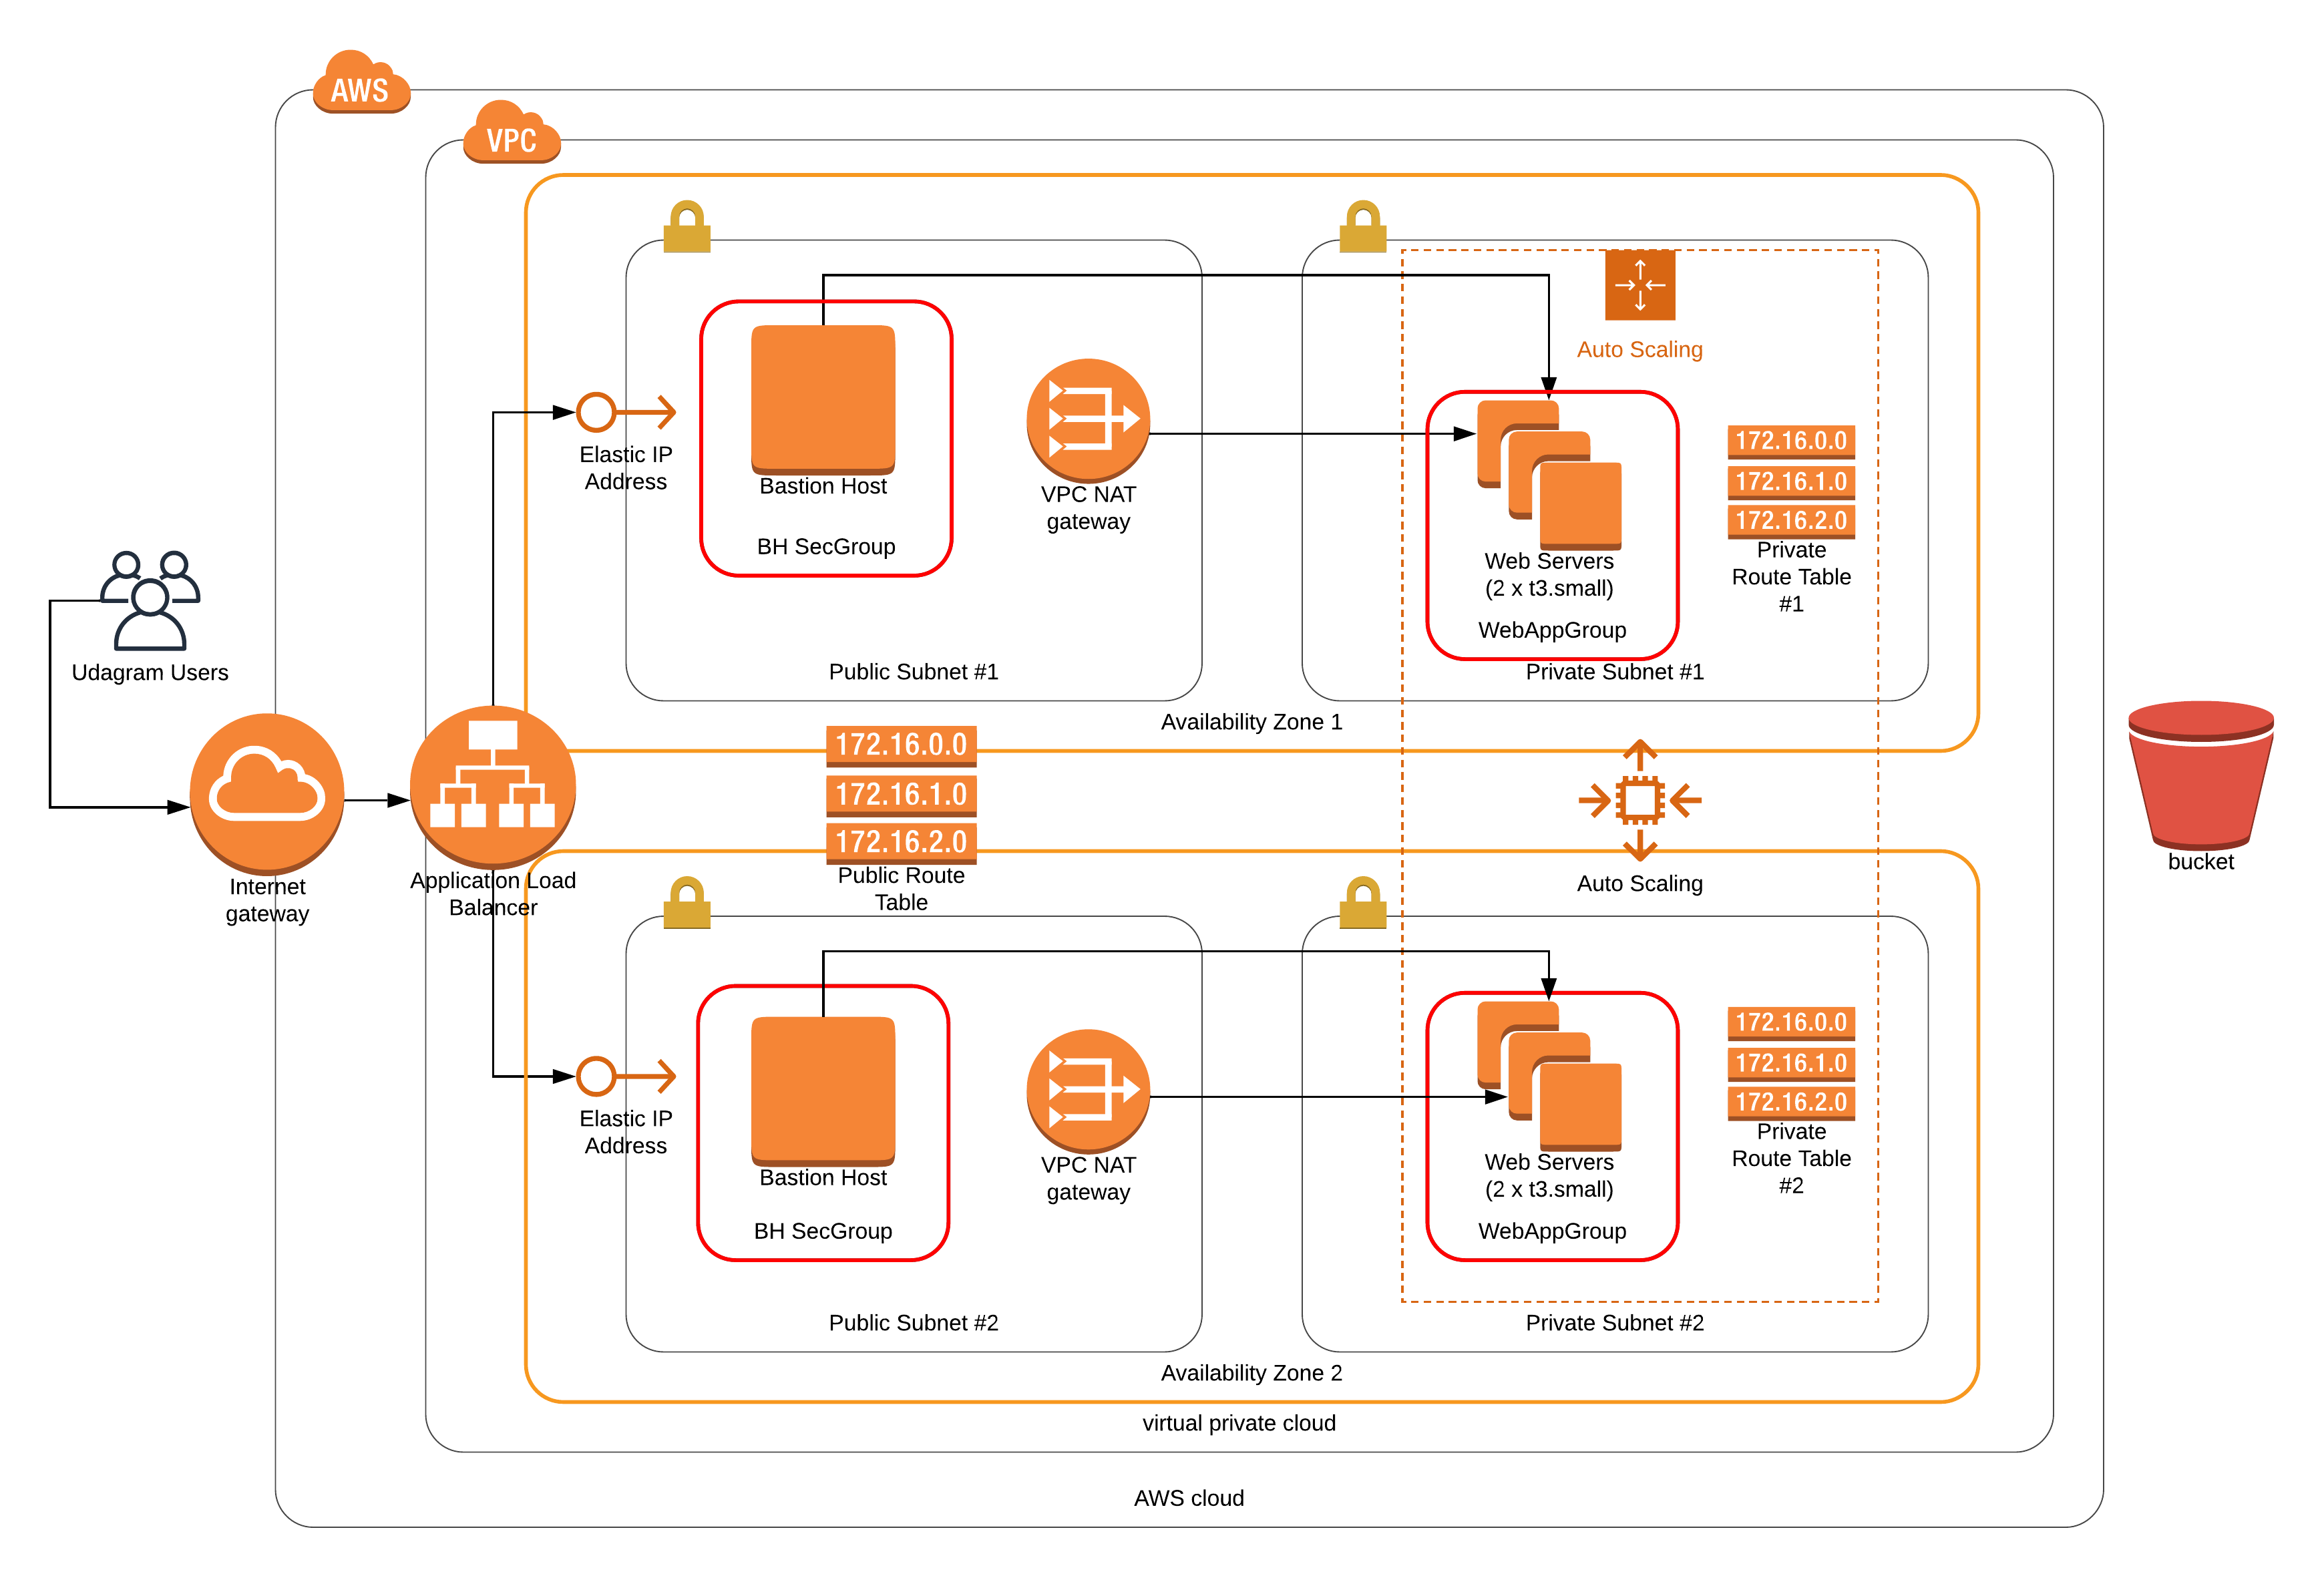 AWS
VPC
Auto Scaling
Elastic IP
Address
Bastion Host
BH SecGroup
VPC NAT
gateway
Web Servers
(2 x t3.small)
WebAppGroup
172.16.0.0
172.16.1.0
172.16.2.0
Private
Route Table
#1
Public Subnet #1
Private Subnet #1
Availability Zone 1
Udagram Users
Internet
gateway
Application Load
Balancer
172.16.0.0
172.16.1.0
172.16.2.0
Public Route
Table
Auto Scaling
bucket
Elastic IP
Address
Bastion Host
BH SecGroup
VPC NAT
gateway
Web Servers
(2 x t3.small)
WebAppGroup
172.16.0.0
172.16.1.0
172.16.2.0
Private
Route Table
#2
Public Subnet #2
Private Subnet #2
Availability Zone 2
virtual private cloud
AWS cloud